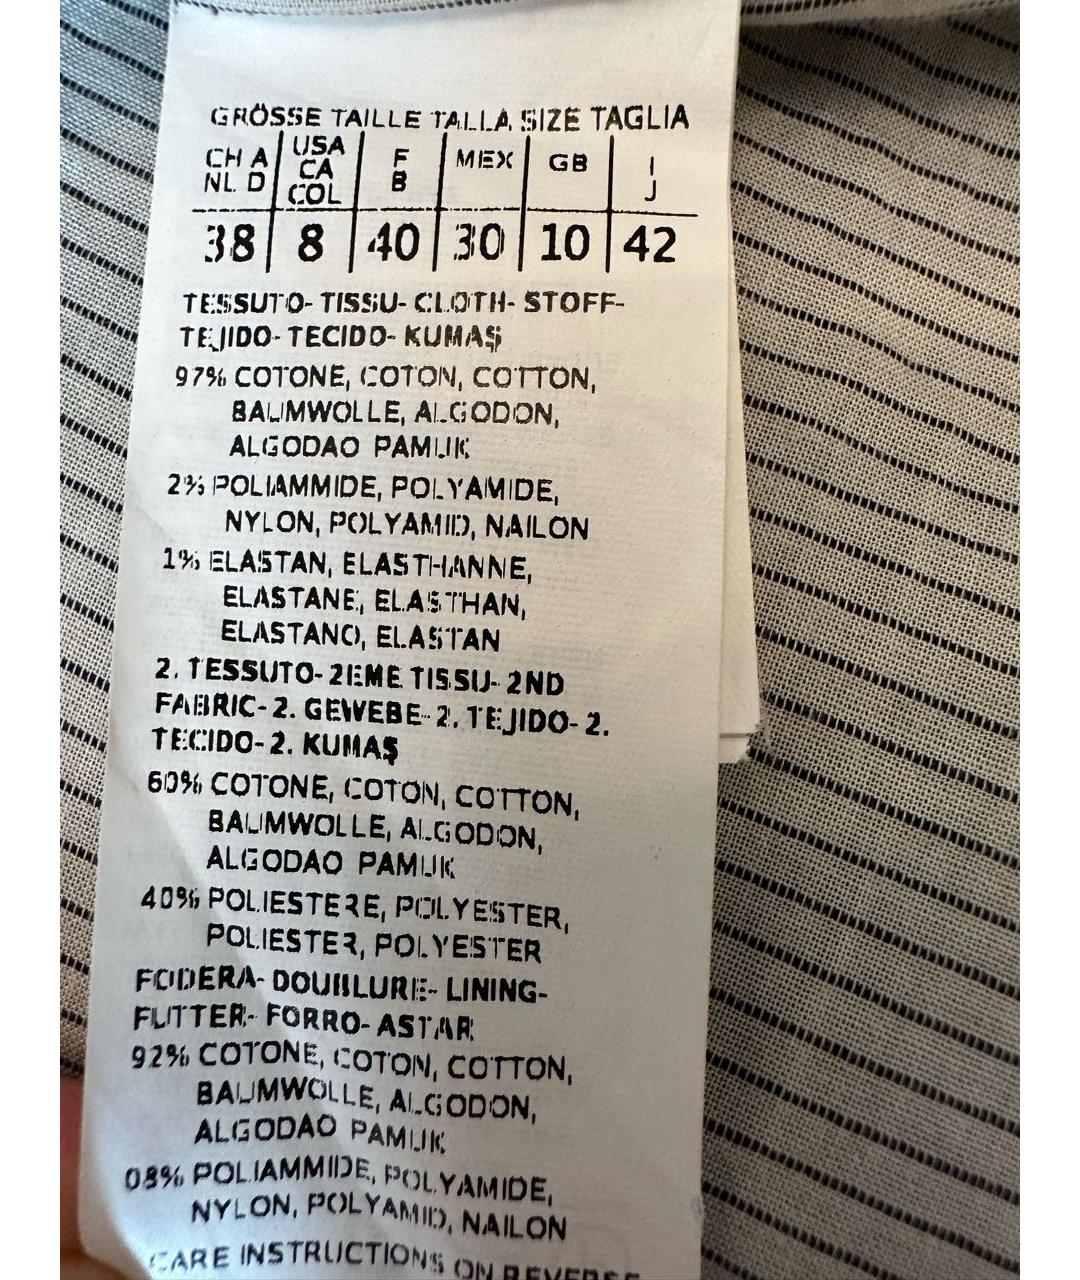 GRÖSSE TAILLE TALLA SIZE TAGLIA
CH A NL D USA CA COL F B MEX GB I J
38 8 40 30 10 42
TESSUTO- TISSU- CLOTH- STOFF-
TEJIDO- TECIDO- KUMAŞ
97% COTONE, COTON, COTTON,
BAUMWOLLE, ALGODON,
ALGODAO PAMUK
2% POLIAMMIDE, POLYAMIDE,
NYLON, POLYAMID, NAILON
1% ELASTAN, ELASTHANNE,
ELASTANE, ELASTHAN,
ELASTANO, ELASTAN
2. TESSUTO- 2EME TISSU- 2ND
FABRIC- 2. GEWEBE- 2. TEJIDO- 2.
TECIDO- 2. KUMAŞ
60% COTONE, COTON, COTTON,
BAUMWOLLE, ALGODON,
ALGODAO PAMUK
40% POLIESTERE, POLYESTER,
POLIESTER, POLYESTER
FODERA- DOUBLURE- LINING-
FUTTER- FORRO- ASTAR
92% COTONE, COTON, COTTON,
BAUMWOLLE, ALGODON,
ALGODAO PAMUK
08% POLIAMMIDE, POLYAMIDE,
NYLON, POLYAMID, NAILON
CARE INSTRUCTIONS ON REVERSE